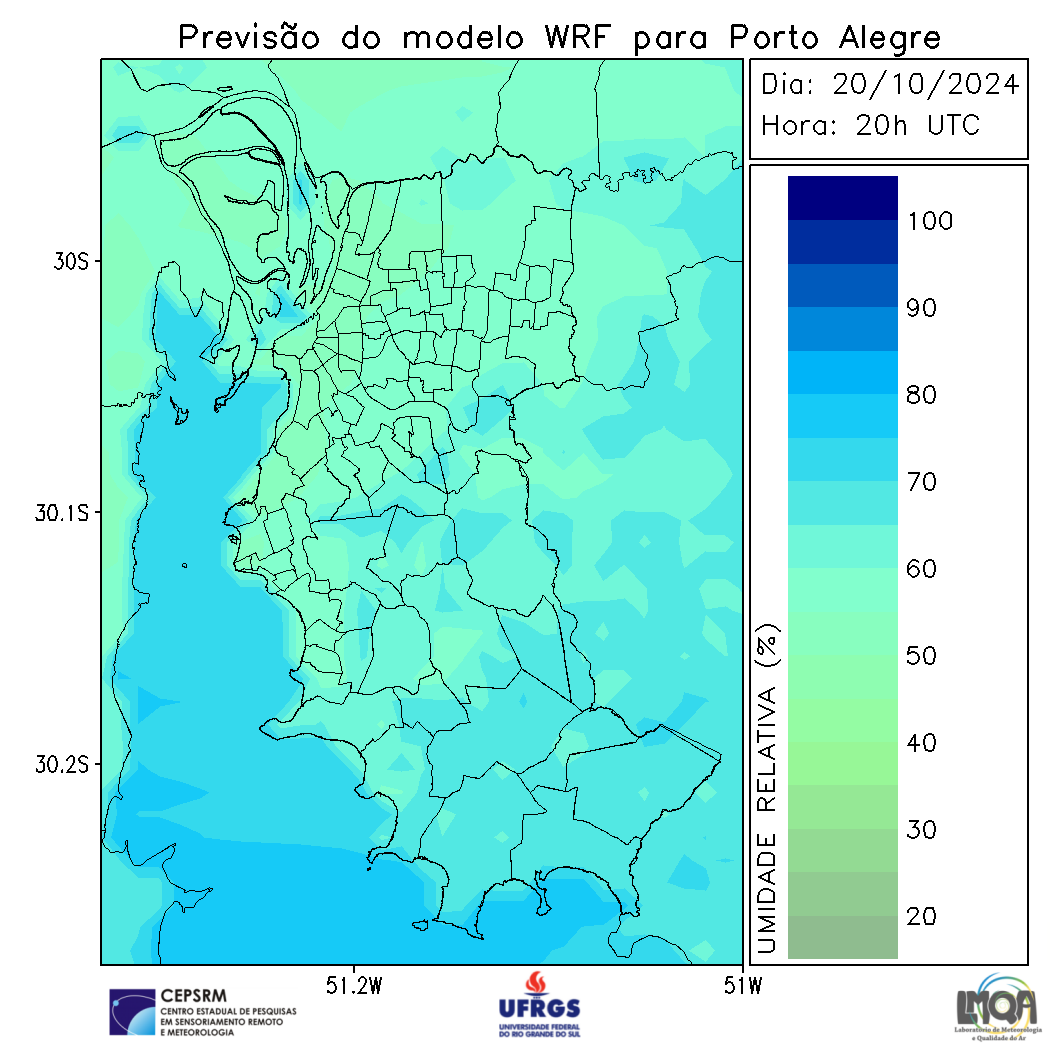 Previsão do modelo WRF para Porto Alegre
Dia: 20/10/2024
Hora: 20h UTC
100
90
80
70
60
50
40
30
20
UMIDADE RELATIVA (%)
30S
30.1S
30.2S
51.2W
51W
CEPSRM
CENTRO ESTADUAL DE PESQUISAS
EM SENSORIAMENTO REMOTO
E METEOROLOGIA
UFRGS
UNIVERSIDADE FEDERAL
DO RIO GRANDE DO SUL
LMQA
Laboratório de Meteorologia
e Qualidade do Ar